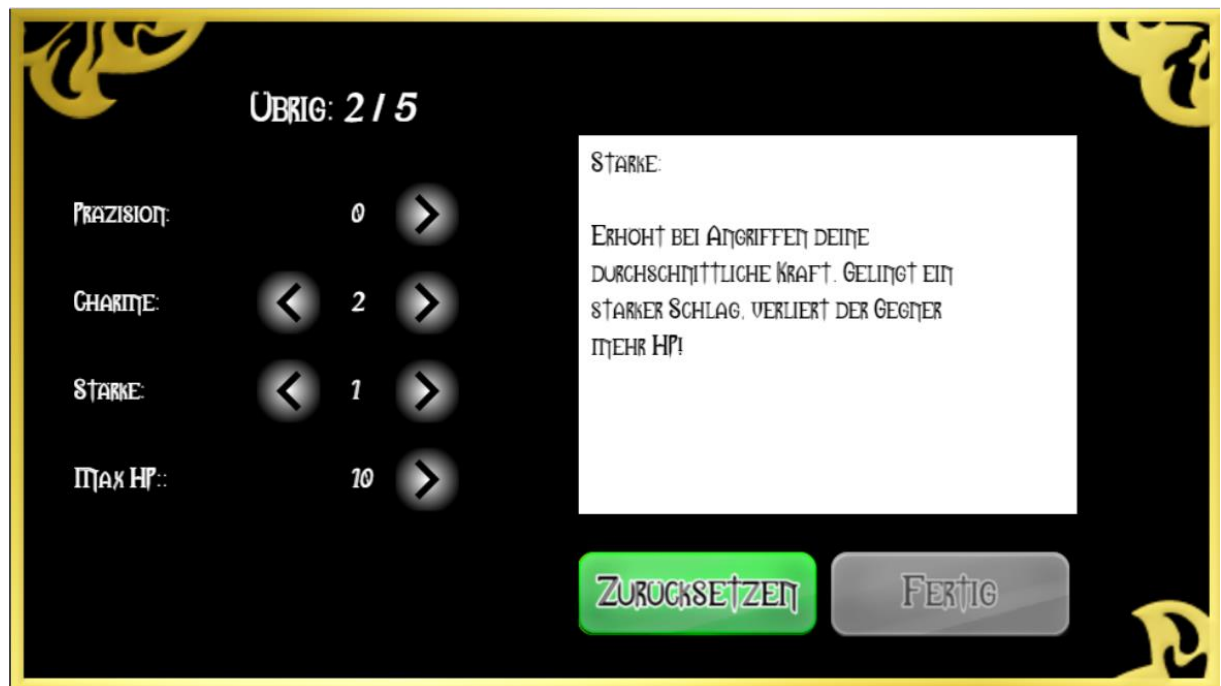 Übrig: 2 / 5
Präzision: 0
Charme: 2
Stärke: 1
Max HP:: 10
Stärke:
Erhöht bei Angriffen deine
durchschnittliche Kraft. Gelingt ein
starker Schlag, verliert der Gegner
mehr HP!
Zurücksetzen
Fertig